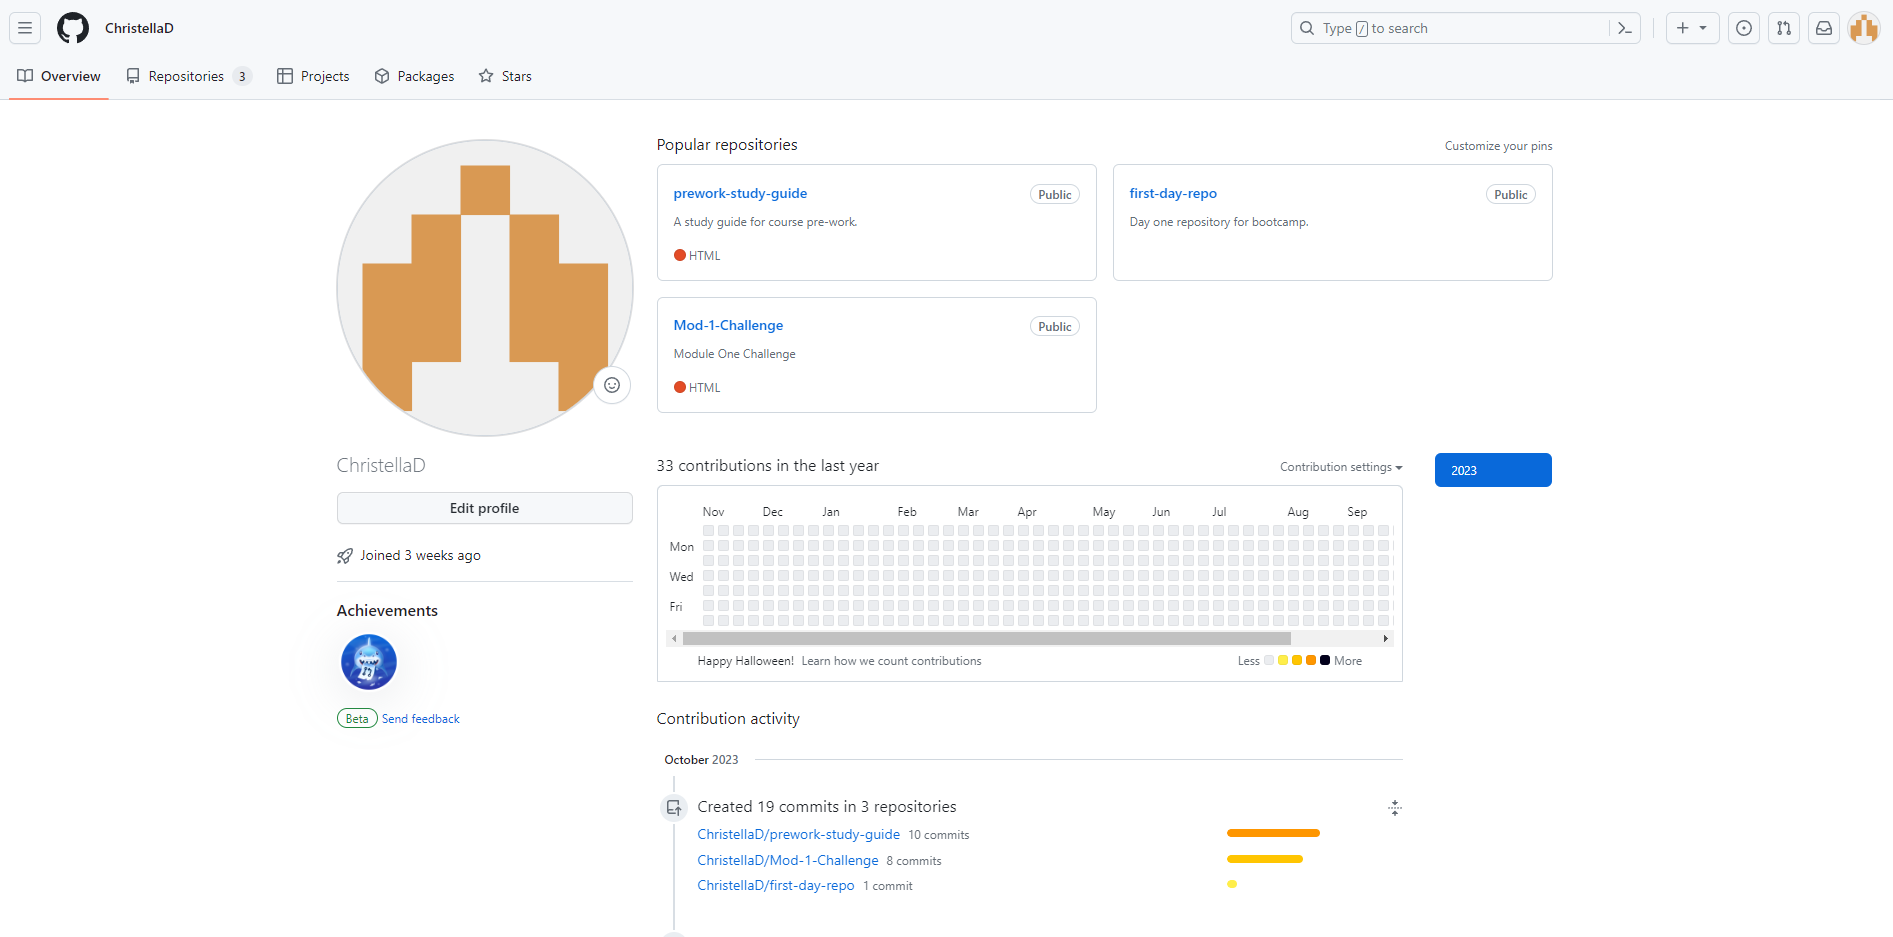 ChristellaD
Type / to search
Overview
Repositories 3
Projects
Packages
Stars
Popular repositories
Customize your pins
prework-study-guide
Public
A study guide for course pre-work.
HTML
first-day-repo
Public
Day one repository for bootcamp.
Mod-1-Challenge
Public
Module One Challenge
HTML
ChristellaD
Edit profile
Joined 3 weeks ago
Achievements
Beta Send feedback
33 contributions in the last year
Contribution settings
2023
Nov Dec Jan Feb Mar Apr May Jun Jul Aug Sep
Mon
Wed
Fri
Happy Halloween! Learn how we count contributions
Less More
Contribution activity
October 2023
Created 19 commits in 3 repositories
ChristellaD/prework-study-guide 10 commits
ChristellaD/Mod-1-Challenge 8 commits
ChristellaD/first-day-repo 1 commit